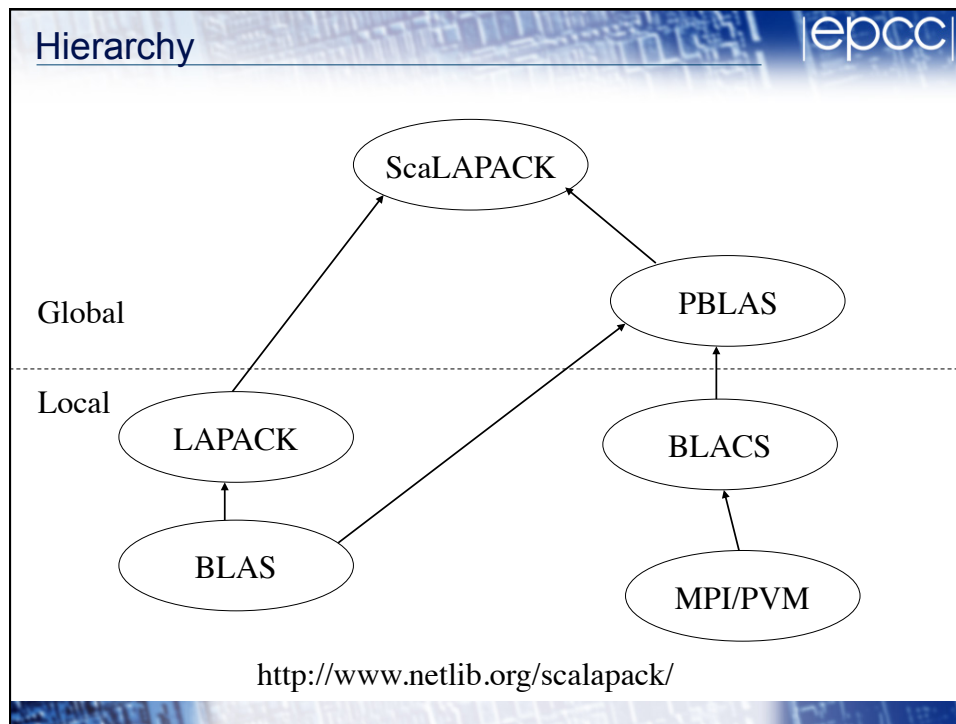 Hierarchy
|epcc|
ScaLAPACK
PBLAS
Global
Local
LAPACK
BLACS
BLAS
MPI/PVM
http://www.netlib.org/scalapack/